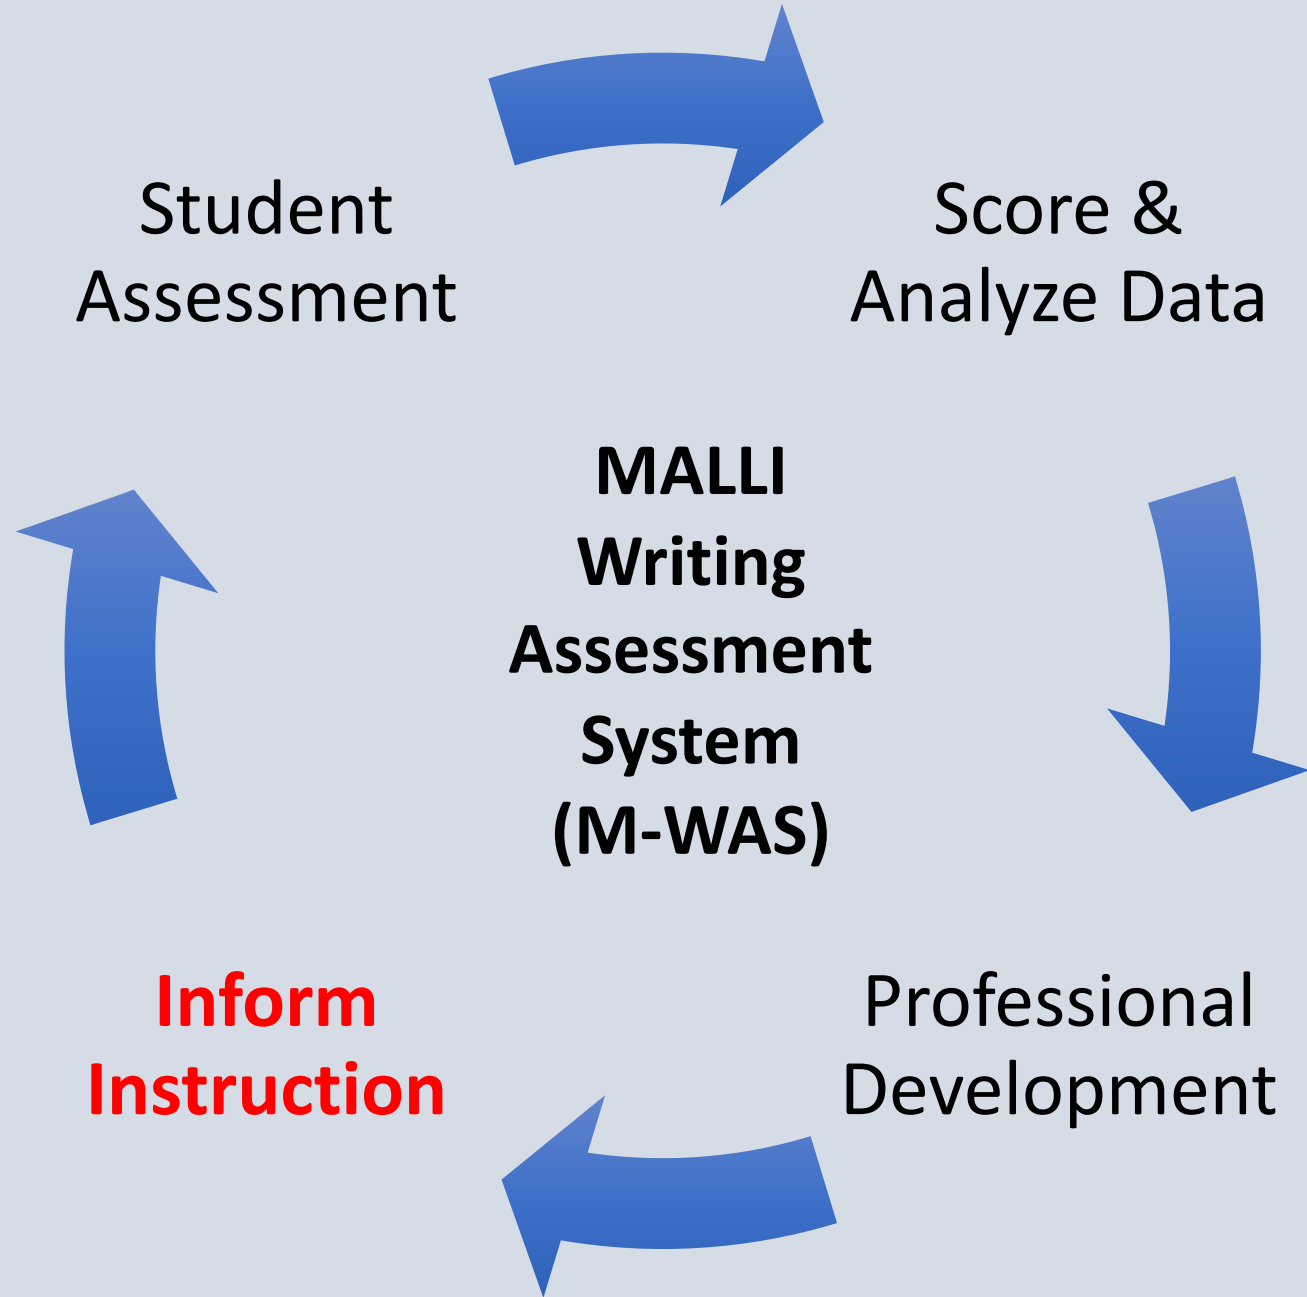 Student
Assessment
Score &
Analyze Data
MALLI
Writing
Assessment
System
(M-WAS)
Inform
Instruction
Professional
Development